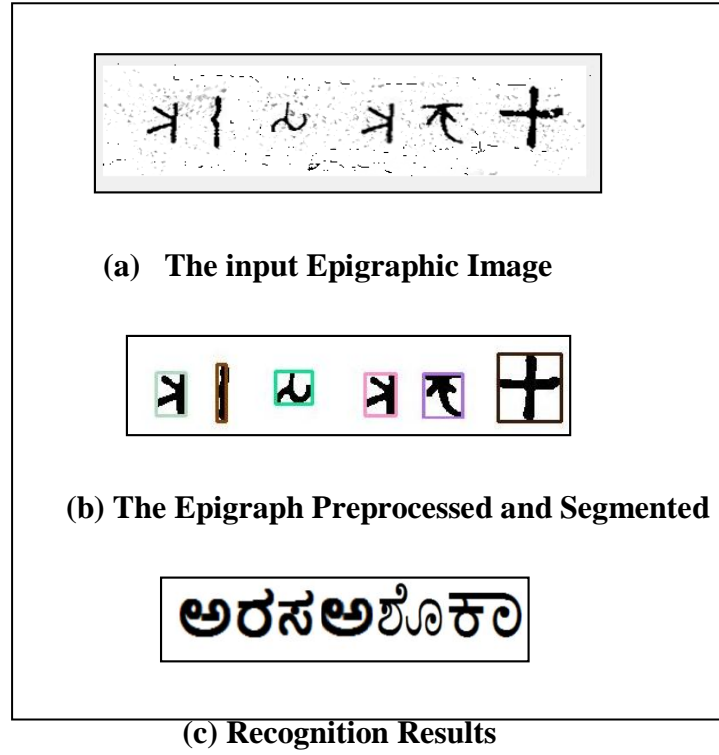 (a) The input Epigraphic Image
(b) The Epigraph Preprocessed and Segmented
ಅರಸಅಶೊಕಾ
(c) Recognition Results